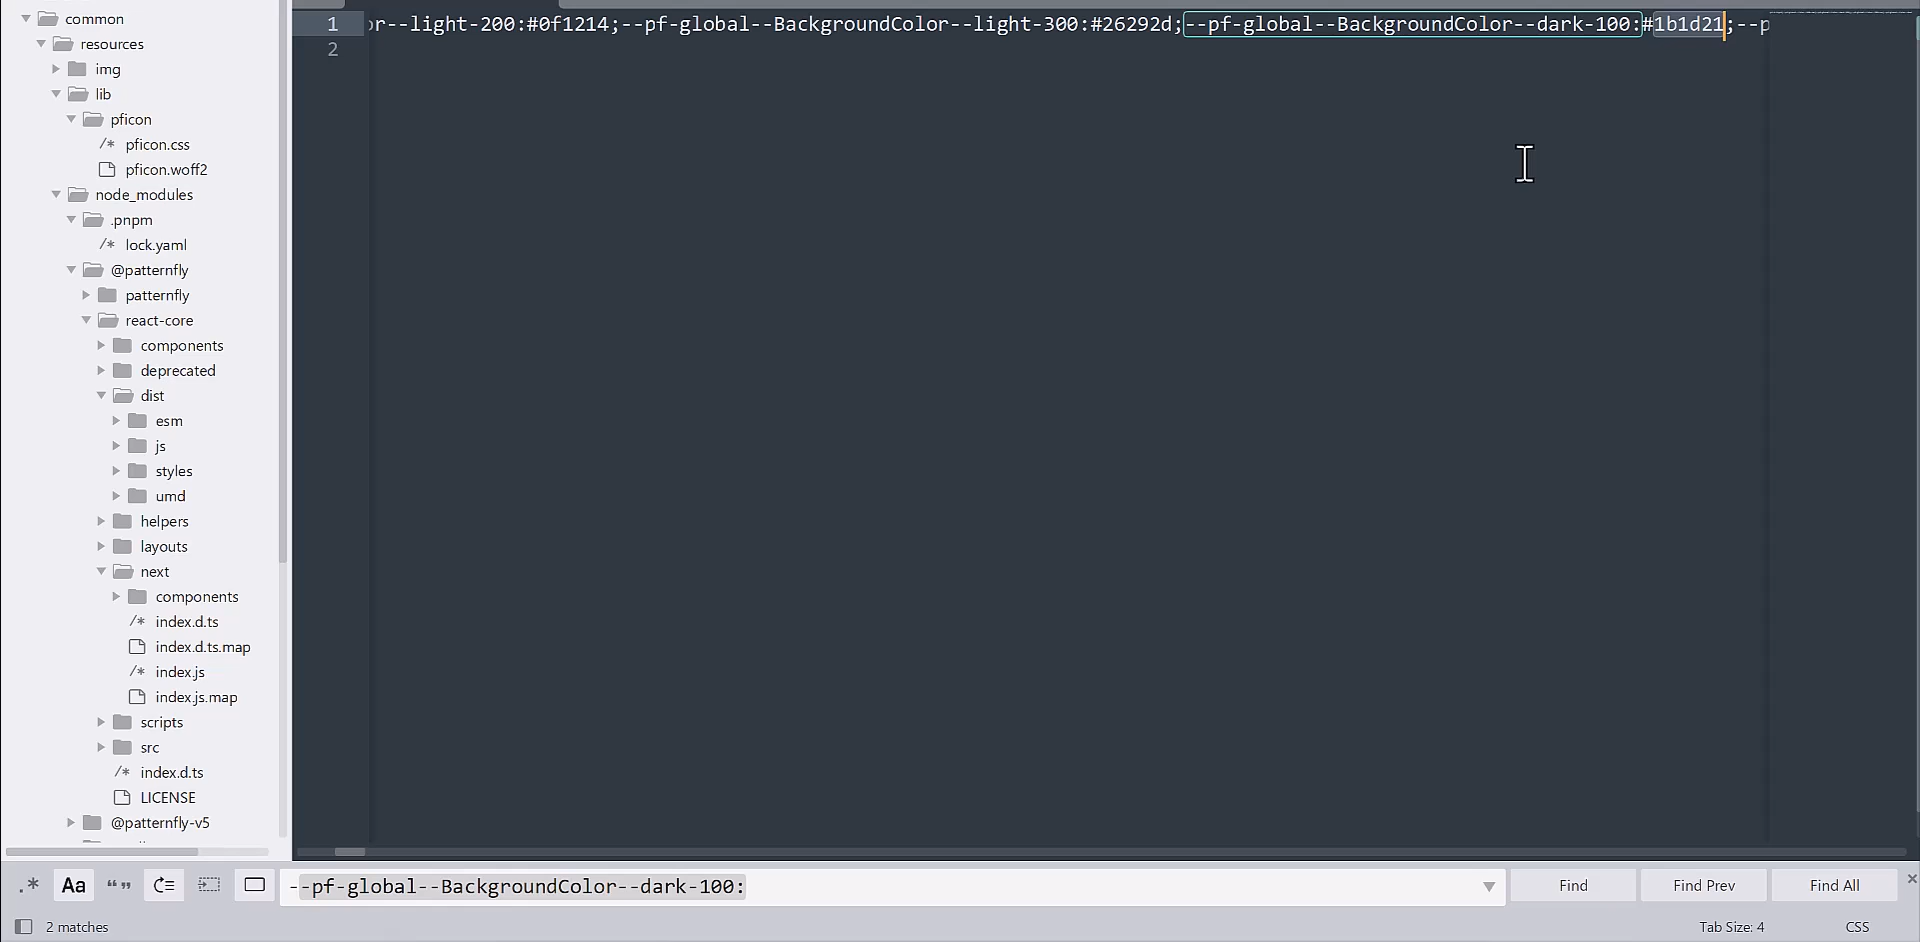 common
resources
img
lib
pficon
/* pficon.css
pficon.woff2
node_modules
.pnpm
/* lock.yaml
@patternfly
patternfly
react-core
components
deprecated
dist
esm
js
styles
umd
helpers
layouts
next
components
/* index.d.ts
index.d.ts.map
/* index.js
index.js.map
scripts
src
/* index.d.ts
LICENSE
@patternfly-v5
1 or--light-200:#0f1214;--pf-global--BackgroundColor--light-300:#26292d;--pf-global--BackgroundColor--dark-100:#1b1d21;--p
2
.* Aa “” --pf-global--BackgroundColor--dark-100: Find Find Prev Find All
2 matches Tab Size: 4 CSS